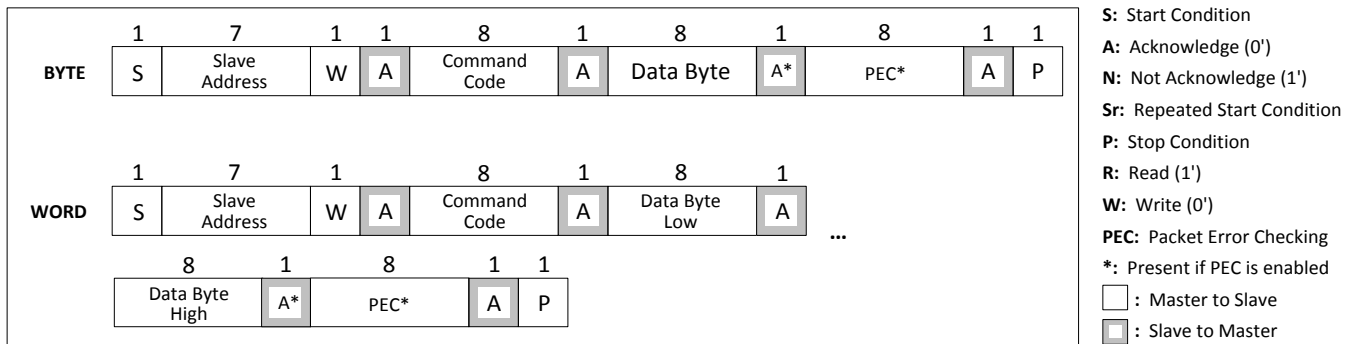 1 7 1 1 8 1 8 1 8 1 1
BYTE S Slave Address W A Command Code A Data Byte A* PEC* A P
1 7 1 8 1 8 1
WORD S Slave Address W A Command Code A Data Byte Low A ...
8 1 8 1 1
Data Byte High A* PEC* A P
S: Start Condition
A: Acknowledge (0')
N: Not Acknowledge (1')
Sr: Repeated Start Condition
P: Stop Condition
R: Read (1')
W: Write (0')
PEC: Packet Error Checking
*: Present if PEC is enabled
: Master to Slave
: Slave to Master